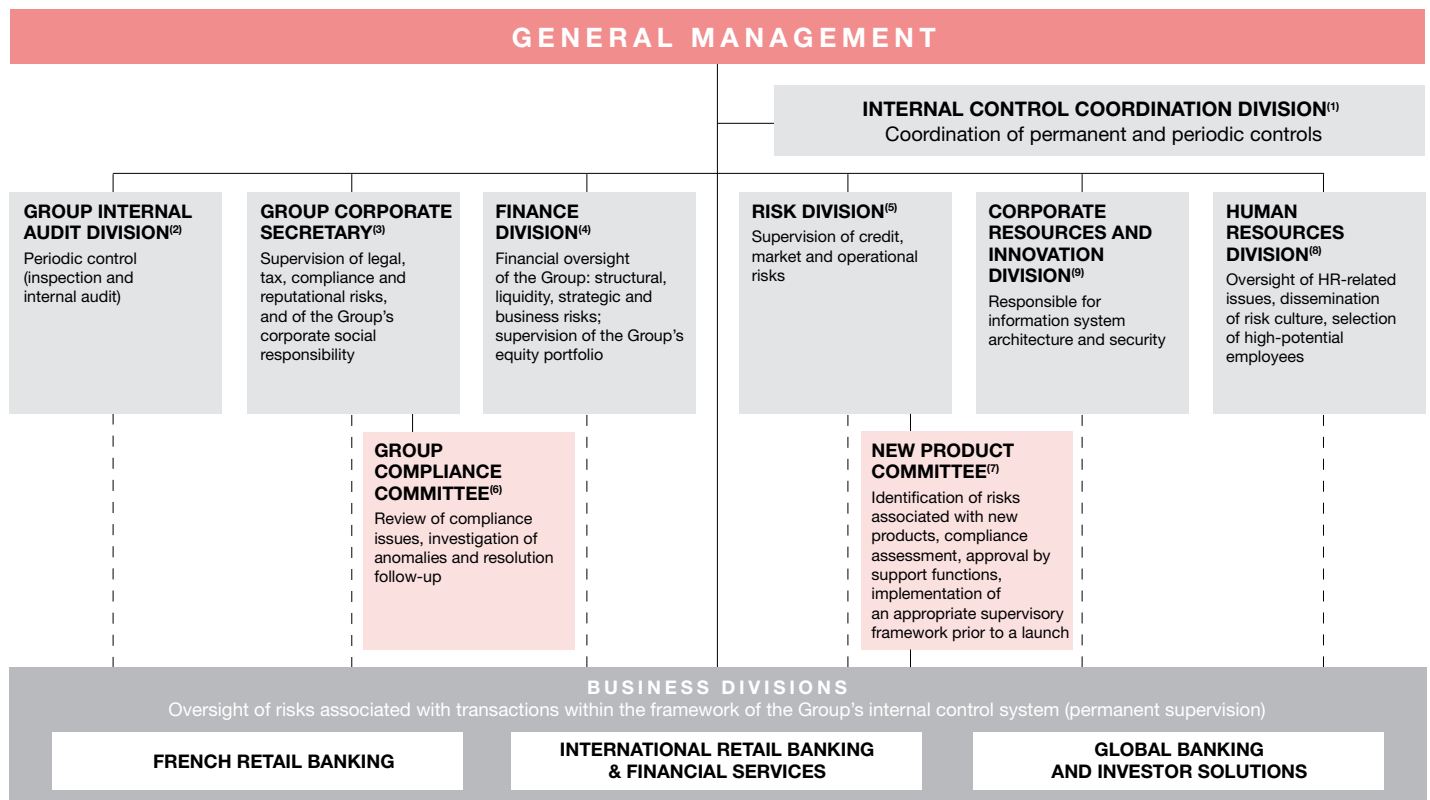 GENERAL MANAGEMENT
INTERNAL CONTROL COORDINATION DIVISION(1)
Coordination of permanent and periodic controls
GROUP INTERNAL
AUDIT DIVISION(2)
Periodic control
(inspection and
internal audit)
GROUP CORPORATE
SECRETARY(3)
Supervision of legal,
tax, compliance and
reputational risks,
and of the Group’s
corporate social
responsibility
FINANCE
DIVISION(4)
Financial oversight
of the Group: structural,
liquidity, strategic and
business risks;
supervision of the Group’s
equity portfolio
RISK DIVISION(5)
Supervision of credit,
market and operational
risks
CORPORATE
RESOURCES AND
INNOVATION
DIVISION(9)
Responsible for
information system
architecture and security
HUMAN
RESOURCES
DIVISION(8)
Oversight of HR-related
issues, dissemination
of risk culture, selection
of high-potential
employees
GROUP
COMPLIANCE
COMMITTEE(6)
Review of compliance
issues, investigation of
anomalies and resolution
follow-up
NEW PRODUCT
COMMITTEE(7)
Identification of risks
associated with new
products, compliance
assessment, approval by
support functions,
implementation of
an appropriate supervisory
framework prior to a launch
BUSINESS DIVISIONS
Oversight of risks associated with transactions within the framework of the Group’s internal control system (permanent supervision)
FRENCH RETAIL BANKING
INTERNATIONAL RETAIL BANKING
& FINANCIAL SERVICES
GLOBAL BANKING
AND INVESTOR SOLUTIONS